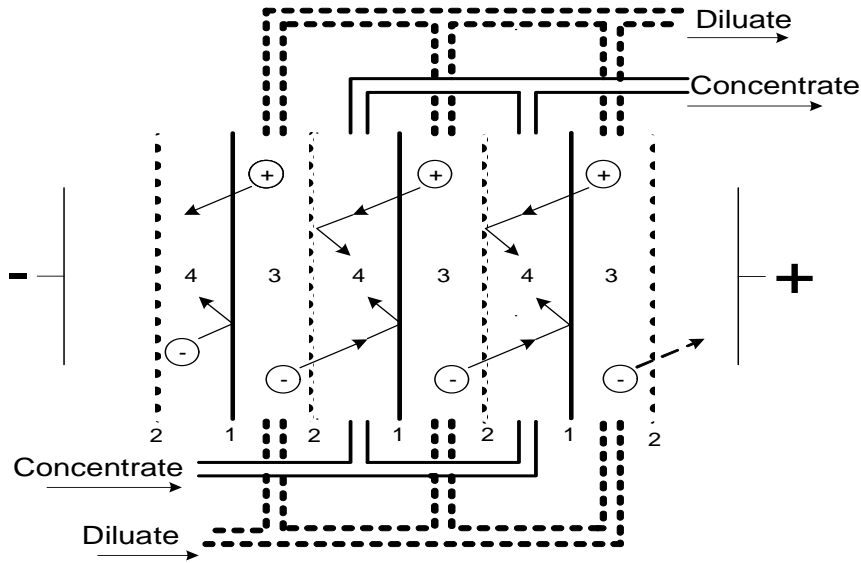 Diluate
Concentrate
+ + +
- 4 3 4 3 4 3 +
- - - -
2 1 2 1 2 1 2
Concentrate
Diluate